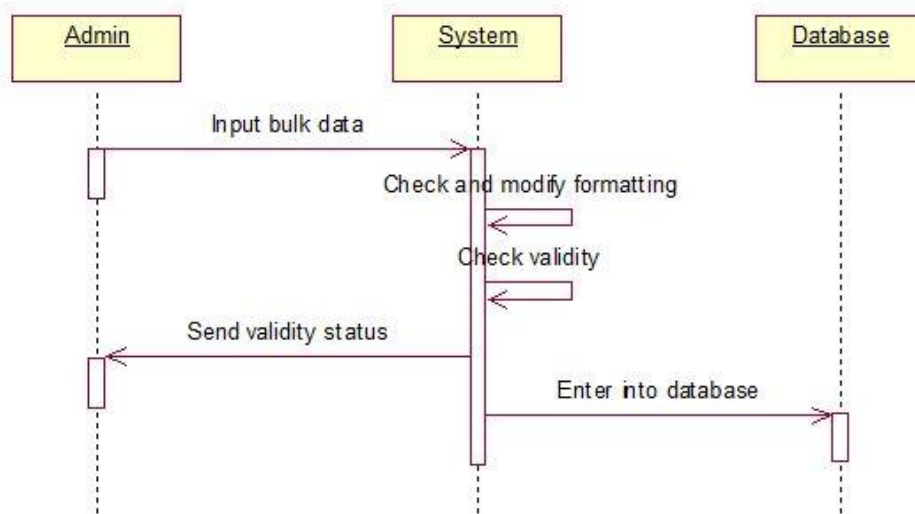 Admin
System
Database
Input bulk data
Check and modify formatting
Check validity
Send validity status
Enter into database